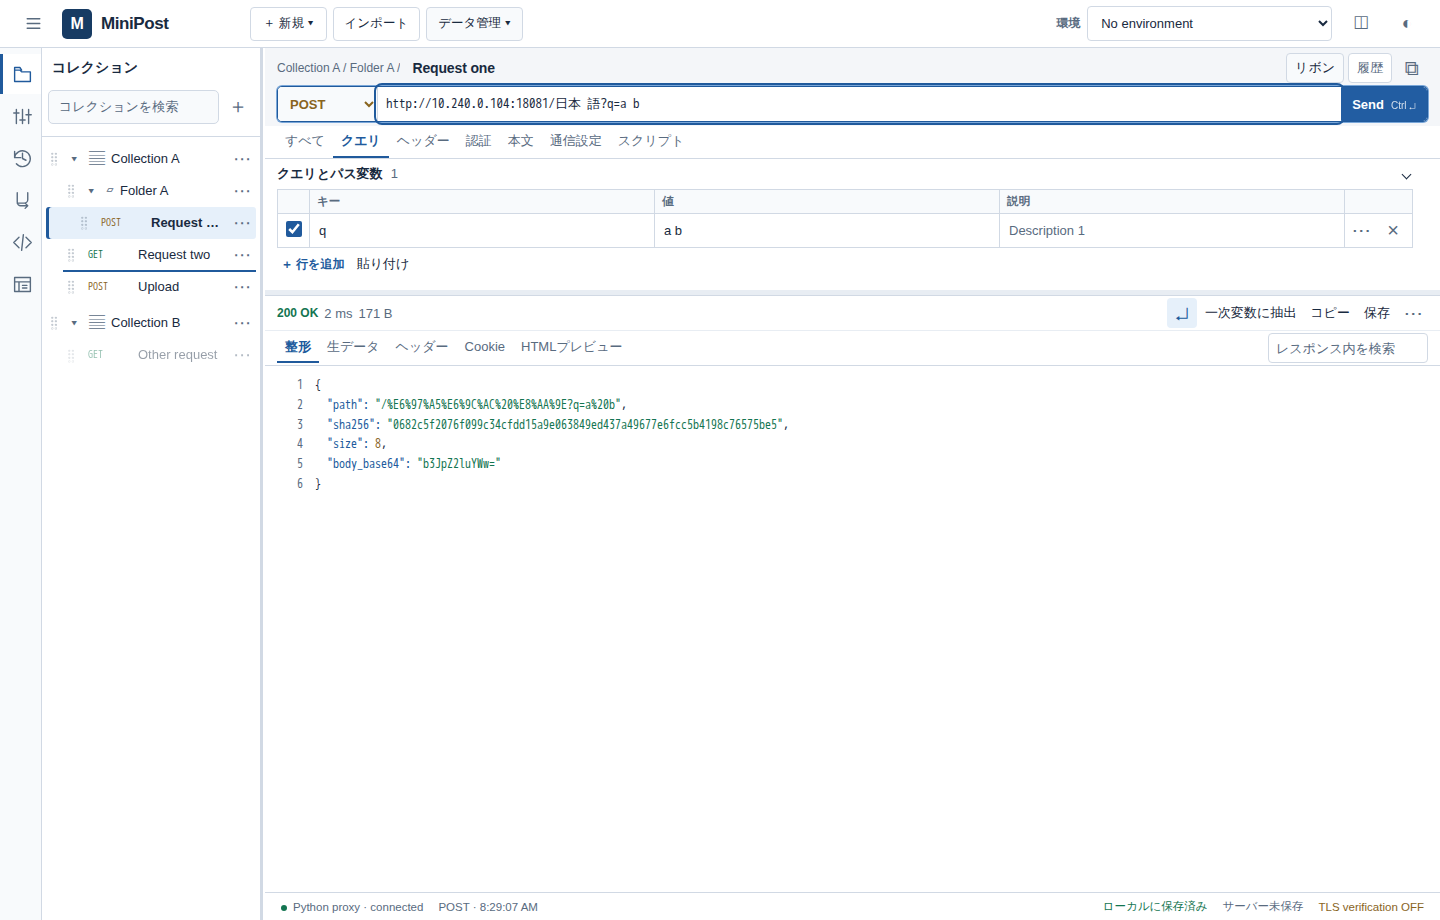 M MiniPost ＋ 新規 ▾ インポート データ管理 ▾ 環境 No environment
コレクション
コレクションを検索 ＋
Collection A ···
Folder A ···
POST Request … ···
GET Request two ···
POST Upload ···
Collection B ···
GET Other request ···
Collection A / Folder A / Request one リボン 履歴
POST http://10.240.0.104:18081/日本 語?q=a b Send Ctrl ↵
すべて クエリ ヘッダー 認証 本文 通信設定 スクリプト
クエリとパス変数 1
キー 値 説明
q a b Description 1 ··· ×
＋ 行を追加 貼り付け
200 OK 2 ms 171 B 一次変数に抽出 コピー 保存 ···
整形 生データ ヘッダー Cookie HTMLプレビュー レスポンス内を検索
1 {
2 "path": "/%E6%97%A5%E6%9C%AC%20%E8%AA%9E?q=a%20b",
3 "sha256": "0682c5f2076f099c34cfdd15a9e063849ed437a49677e6fcc5b4198c76575be5",
4 "size": 8,
5 "body_base64": "b3JpZ2luYWw="
6 }
Python proxy · connected POST · 8:29:07 AM ローカルに保存済み サーバー未保存 TLS verification OFF